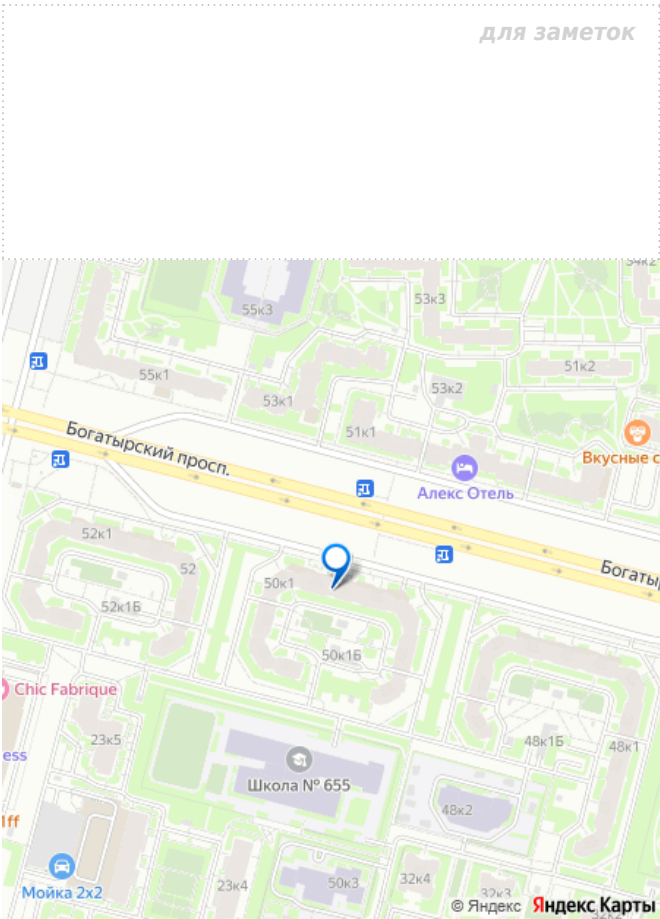 для заметок
54к2
55к3
53к3
51к2
55к1
53к2
53к1
51к1
Богатырский просп.
Вкусные с
Алекс Отель
52к1
52
50к1
Богаты
52к1Б
50к1Б
Chic Fabrique
23к5
48к1Б
48к1
ess
Школа № 655
48к2
1ff
Мойка 2x2
23к4
50к3
32к4
32к3
© Яндекс Яндекс Карты